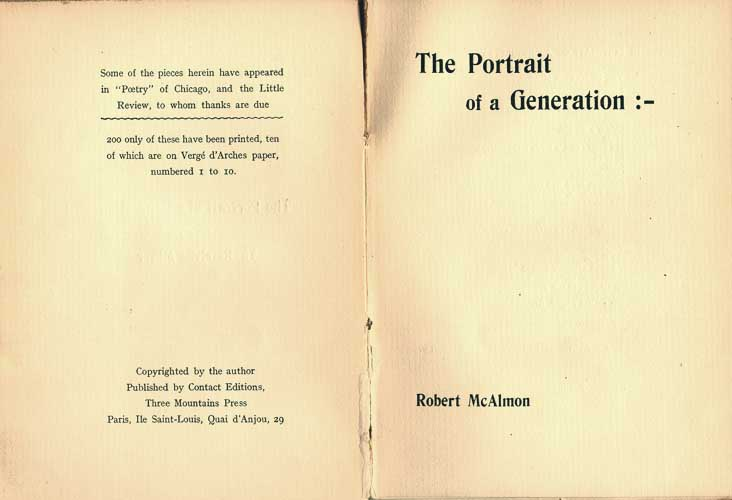 Some of the pieces herein have appeared
in "Pœtry" of Chicago, and the Little
Review, to whom thanks are due
200 only of these have been printed, ten
of which are on Vergé d'Arches paper,
numbered 1 to 10.
Copyrighted by the author
Published by Contact Editions,
Three Mountains Press
Paris, Ile Saint-Louis, Quai d'Anjou, 29
The Portrait
of a Generation :-
Robert McAlmon